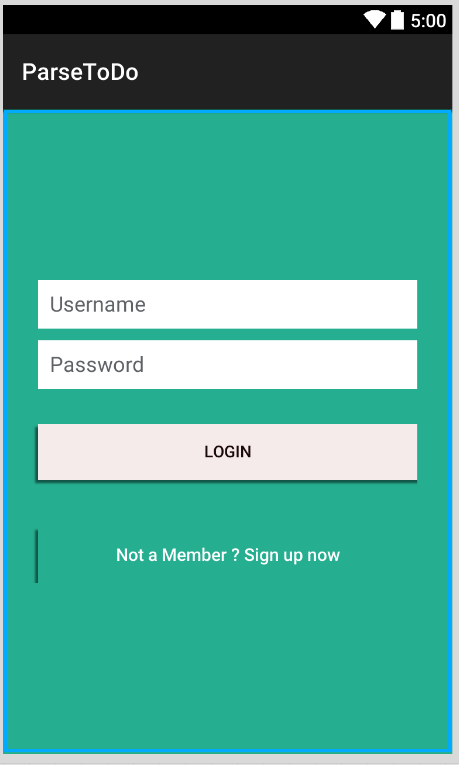 5:00
ParseToDo
Username
Password
LOGIN
Not a Member ? Sign up now